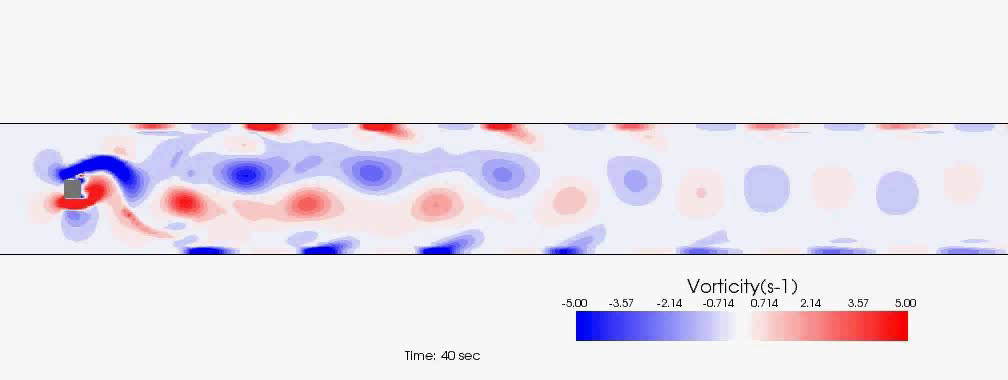 Vorticity(s-1)
-5.00 -3.57 -2.14 -0.714 0.714 2.14 3.57 5.00
Time: 40 sec